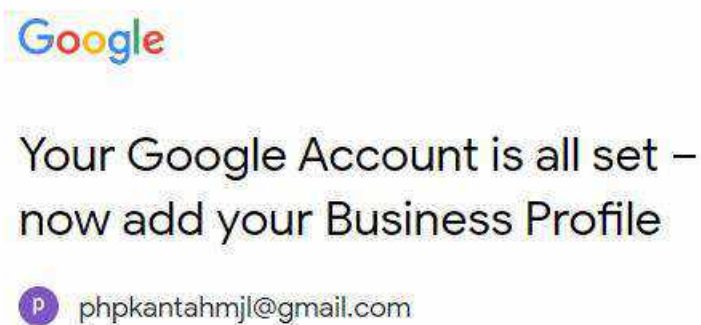 Google
Your Google Account is all set –
now add your Business Profile
P
phpkantahmjl@gmail.com